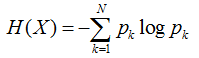 H(X) = −∑_{k=1}^{N} p_k log p_k